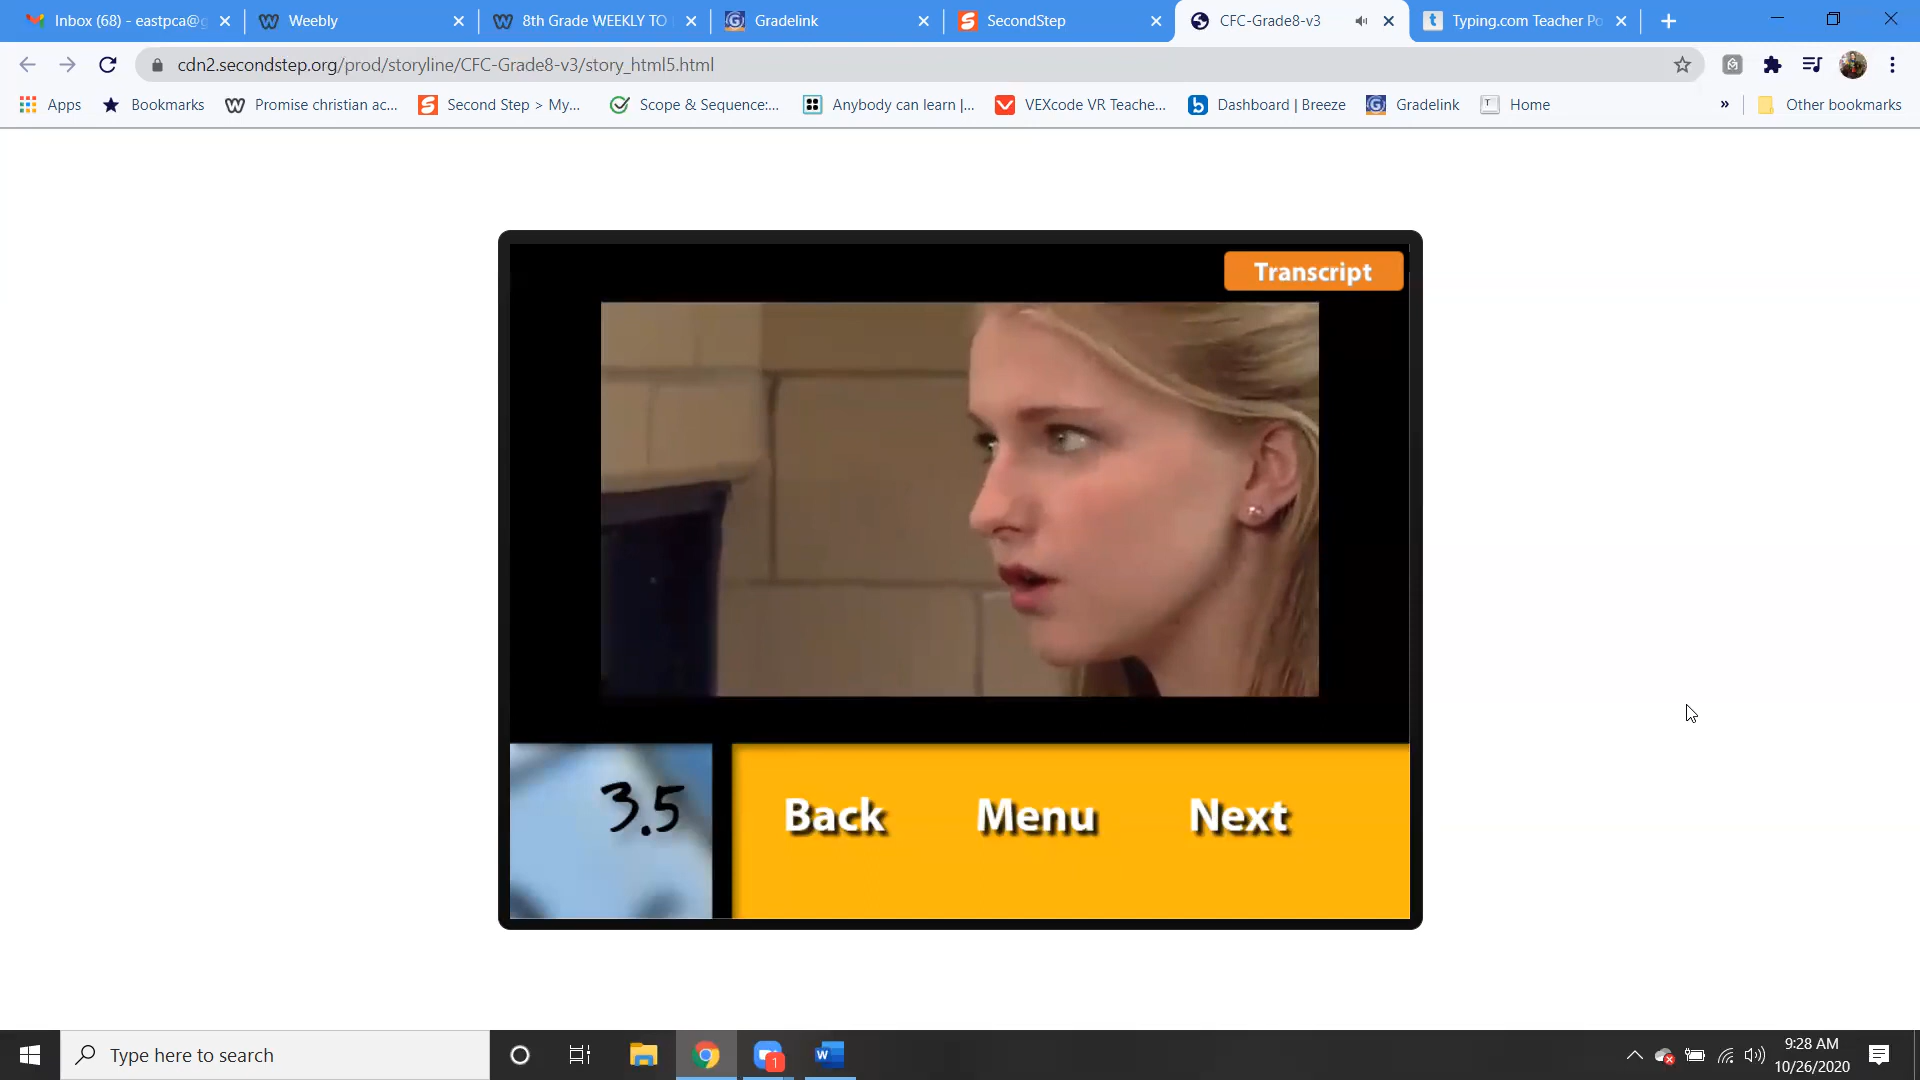 Inbox (68) - eastpca@g
Weebly
8th Grade WEEKLY TO
Gradelink
SecondStep
CFC-Grade8-v3
Typing.com Teacher Po
cdn2.secondstep.org/prod/storyline/CFC-Grade8-v3/story_html5.html
Apps
Bookmarks
Promise christian ac...
Second Step > My...
Scope & Sequence:...
Anybody can learn |...
VEXcode VR Teache...
Dashboard | Breeze
Gradelink
Home
»
Other bookmarks
Transcript
3.5
Back
Menu
Next
Type here to search
1
9:28 AM
10/26/2020